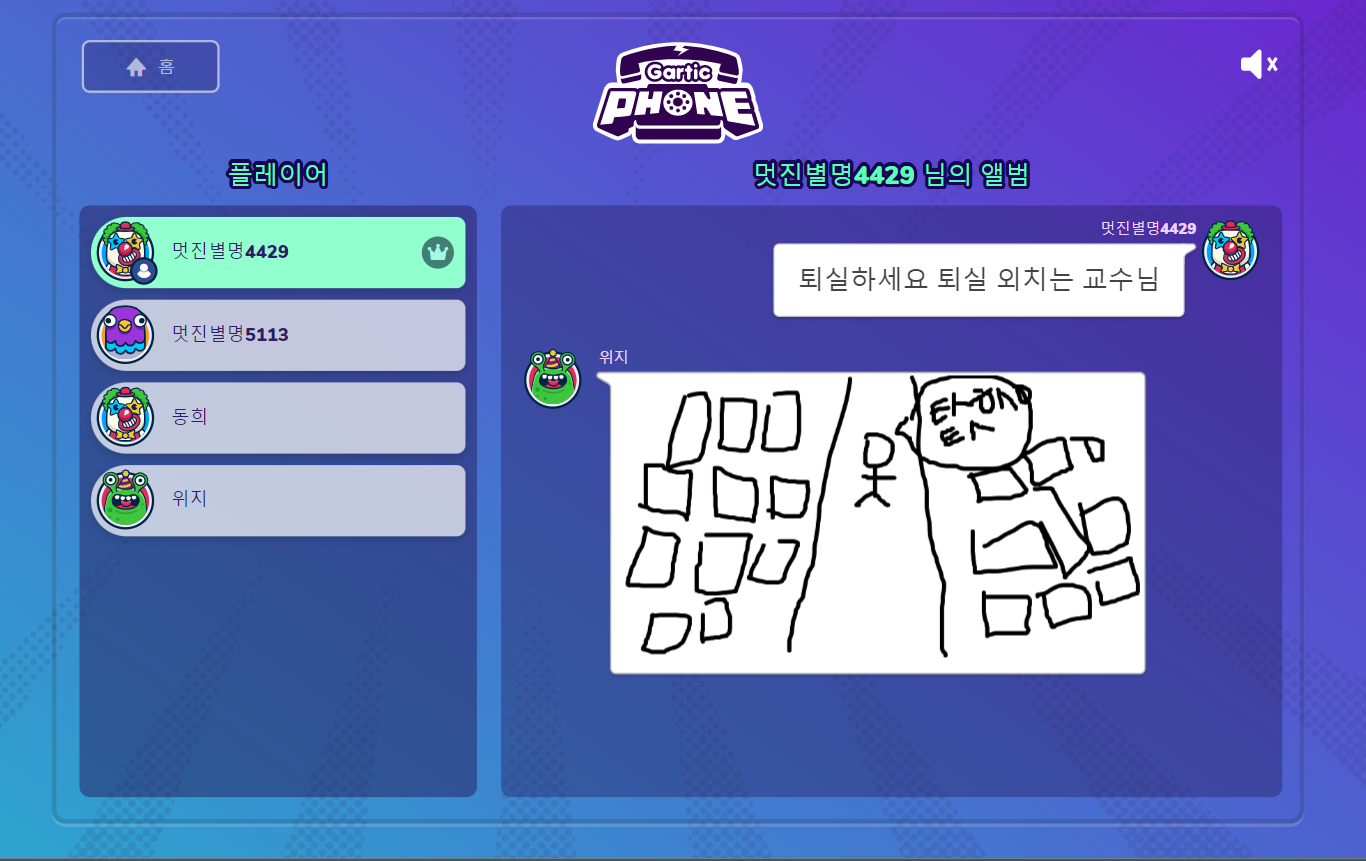 홈
Gartic
PHONE
x
플레이어
멋진별명4429 님의 앨범
멋진별명4429
멋진별명5113
동희
위지
멋진별명4429
퇴실하세요 퇴실 외치는 교수님
위지